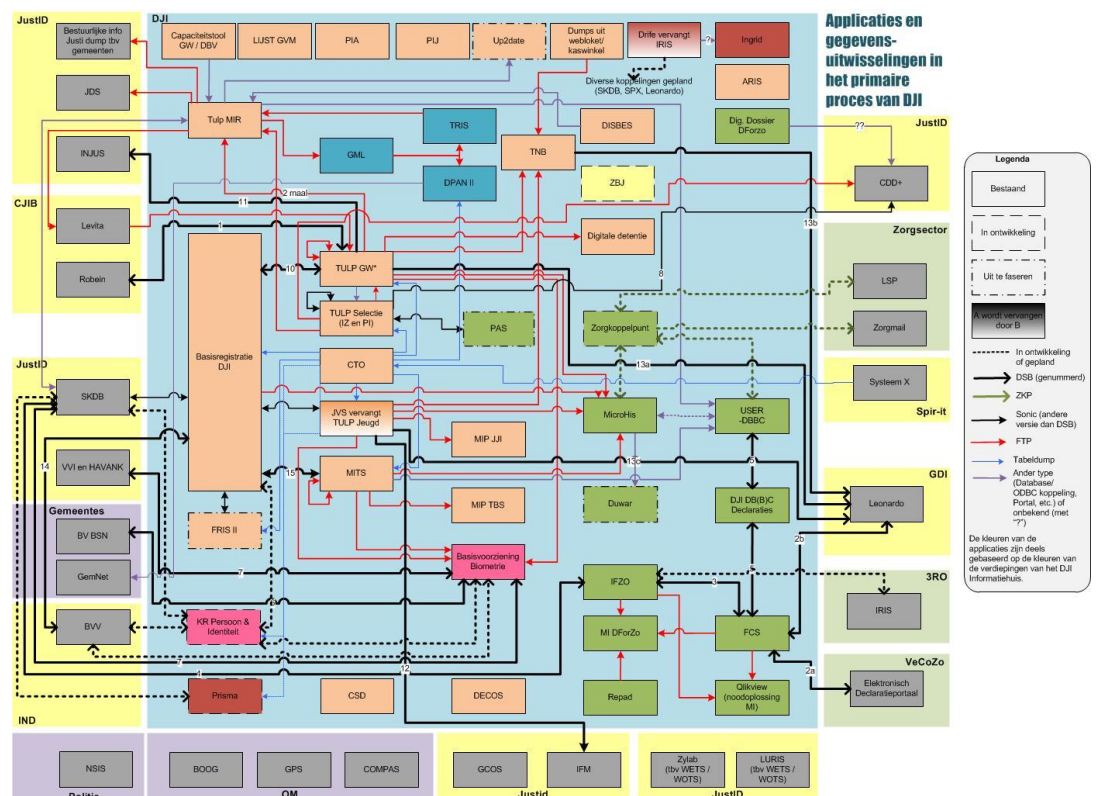 JustID
DJI
Applicaties en
gegevens-
uitwisselingen in
het primaire
proces van DJI
Bestuurlijke info
Justi dump tbv
gemeenten
Capaciteitstool
GW / DBV
LIJST GVM
PIA
PIJ
Up2date
Dumps uit
webloket/
kaswinkel
Drife vervangt
IRIS
?
Ingrid
Diverse koppelingen gepland
(SKDB, SPX, Leonardo)
ARIS
JDS
Tulp MIR
TRIS
DISBES
Dig. Dossier
DForzo
??
JustID
INJUS
GML
TNB
DPAN II
ZBJ
CDD+
2 maal
11
13b
CJIB
Levita
1
Digitale detentie
Zorgsector
Robein
10
TULP GW*
8
LSP
TULP Selectie
(IZ en PI)
PAS
Zorgkoppelpunt
Zorgmail
Basisregistratie
DJI
JustID
CTO
13a
Systeem X
SKDB
JVS vervangt
TULP Jeugd
MicroHis
USER
-DBBC
Spir-it
MIP JJI
14
VVI en HAVANK
15
MITS
13c
6
GDI
DJI DB(B)C
Declaraties
Leonardo
Gemeentes
MIP TBS
Duwar
BV BSN
FRIS II
2b
GemNet
7
Basisvoorziening
Biometrie
IFZO
3
5
3RO
IRIS
BVV
KR Persoon &
Identiteit
MI DForZo
FCS
7
12
4
2a
VeCoZo
Prisma
CSD
DECOS
Repad
Qlikview
(noodoplossing
MI)
Elektronisch
Declaratieportaal
IND
NSIS
Politie
BOOG
GPS
COMPAS
OM
GCOS
IFM
Justid
Zylab
(tbv WETS /
WOTS)
LURIS
(tbv WETS /
WOTS)
JustID
Legenda
Bestaand
In ontwikkeling
Uit te faseren
A wordt vervangen
door B
In ontwikkeling
of gepland
DSB (genummerd)
ZKP
Sonic (andere
versie dan DSB)
FTP
Tabeldump
Ander type
(Database/
ODBC koppeling,
Portal, etc.) of
onbekend (met
"?")
De kleuren van de
applicaties zijn deels
gebaseerd op de kleuren van
de verdiepingen van het DJI
Informatiehuis.